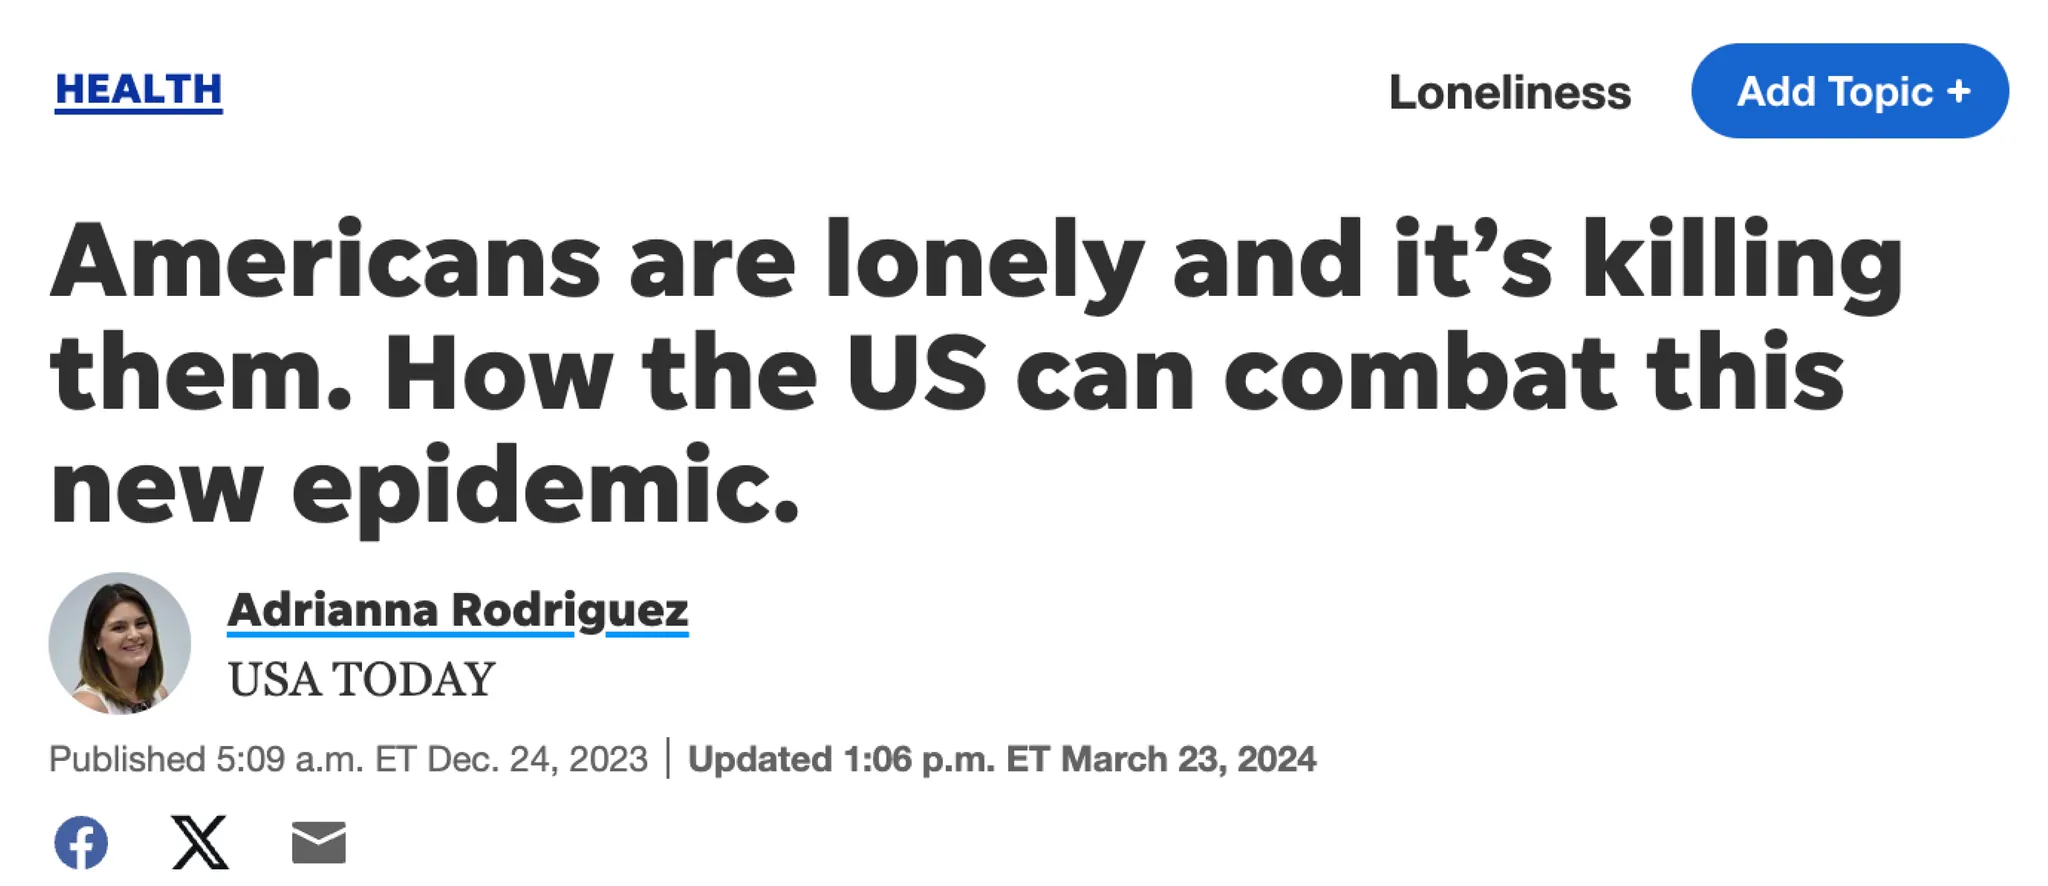 HEALTH
Loneliness
Add Topic +
Americans are lonely and it’s killing
them. How the US can combat this
new epidemic.
Adrianna Rodriguez
USA TODAY
Published 5:09 a.m. ET Dec. 24, 2023 | Updated 1:06 p.m. ET March 23, 2024